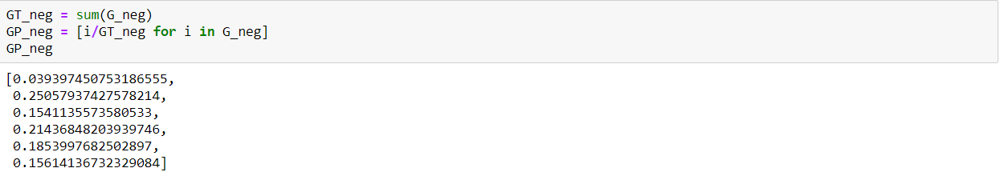 GT_neg = sum(G_neg)
GP_neg = [i/GT_neg for i in G_neg]
GP_neg
[0.039397450753186555,
0.25057937427578214,
0.1541135573580533,
0.21436848203939746,
0.1853997682502897,
0.15614136732329084]